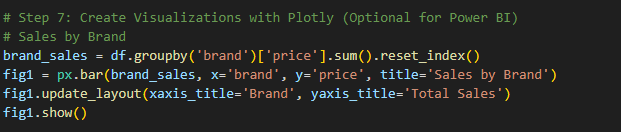 # Step 7: Create Visualizations with Plotly (Optional for Power BI)
# Sales by Brand
brand_sales = df.groupby('brand')['price'].sum().reset_index()
fig1 = px.bar(brand_sales, x='brand', y='price', title='Sales by Brand')
fig1.update_layout(xaxis_title='Brand', yaxis_title='Total Sales')
fig1.show()